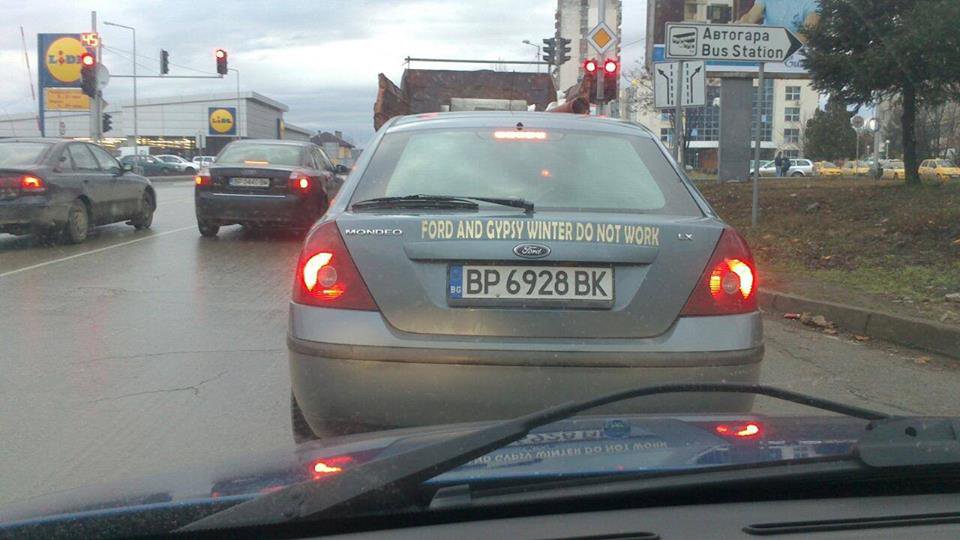 45
LIDL
LIDL
Автогара
Bus Station
MONDEO
FORD AND GYPSY WINTER DO NOT WORK
LX
Ford
BG
BP 6928 BK